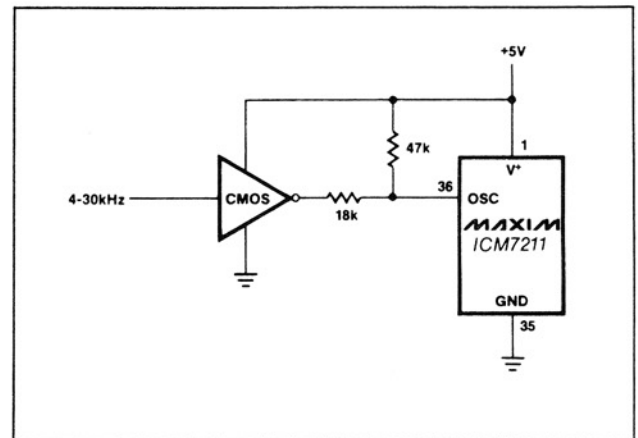 +5V
47k
1
V+
4-30kHz
CMOS
18k
36
OSC
MAXIM
ICM7211
GND
35